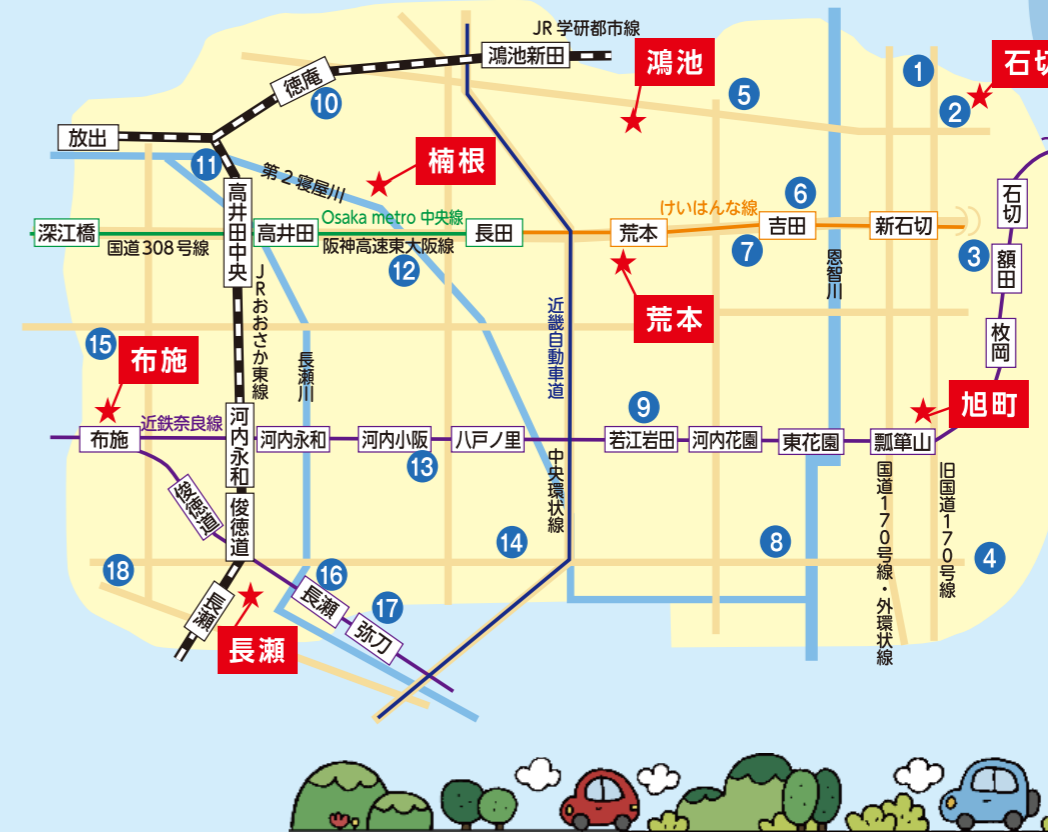 JR 学研都市線
鴻池新田
鴻池
石切
徳庵
⑩
⑤
①
②
放出
⑪
楠根
第2寝屋川
石切
高井田中央
⑥
けいはんな線
Osaka metro 中央線
深江橋
国道308号線
高井田
阪神高速東大阪線
長田
荒本
吉田
新石切
⑦
③
額田
⑫
恩智川
荒本
JRおおさか東線
近畿自動車道
枚岡
⑮
布施
長瀬川
旭町
布施
近鉄奈良線
河内永和
河内永和
河内小阪
八戸ノ里
⑨
若江岩田
河内花園
東花園
瓢箪山
⑬
中央環状線
国道170号線・外環状線
旧国道170号線
俊徳道
俊徳道
⑭
⑧
④
⑱
⑯
長瀬
長瀬
⑰
弥刀
長瀬